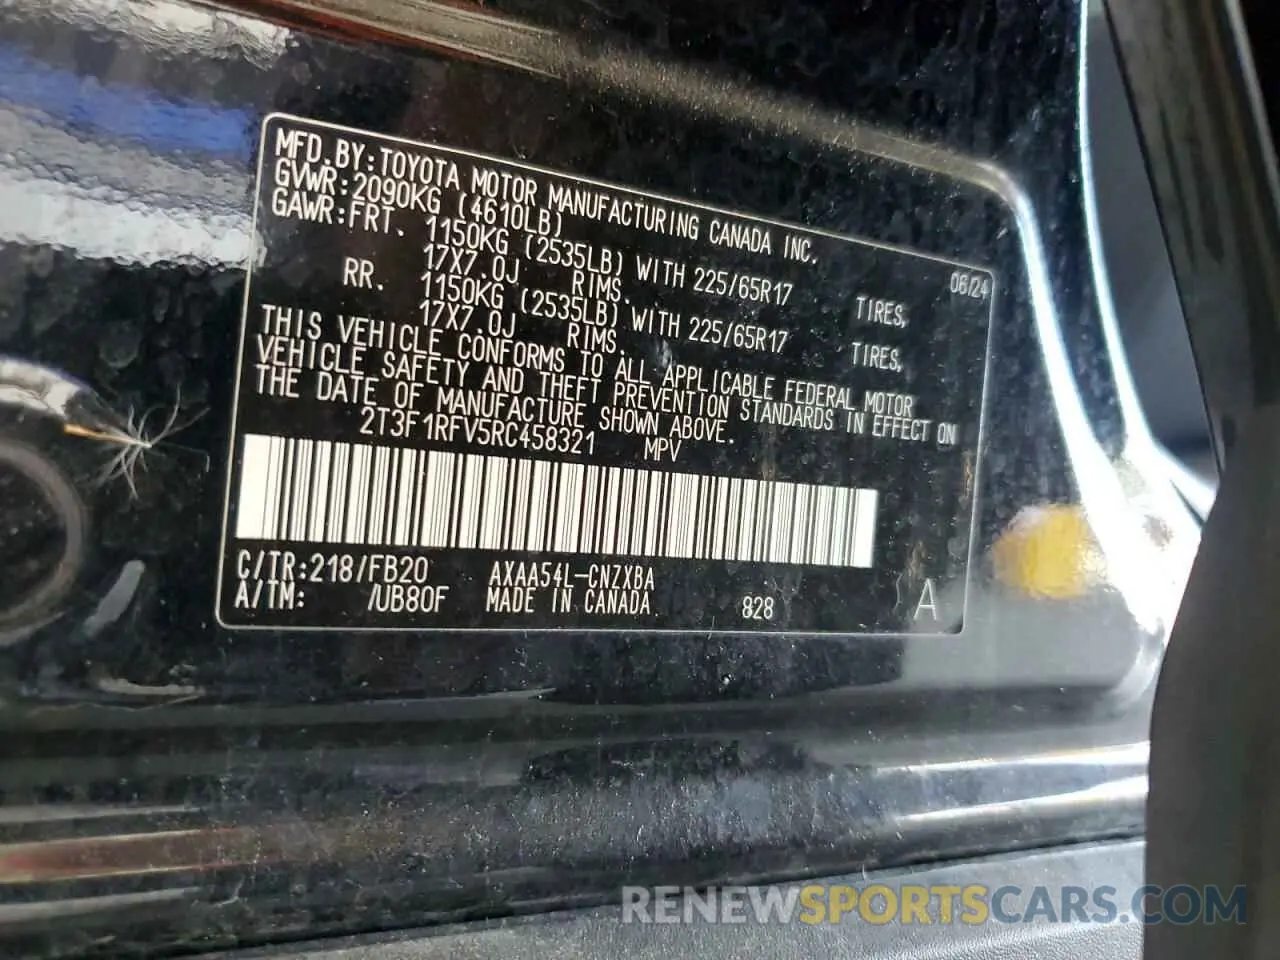 MFD.BY:TOYOTA MOTOR MANUFACTURING CANADA INC.
GVWR:2090KG (4610LB) 06/24
GAWR:FRT. 1150KG (2535LB) WITH 225/65R17 TIRES,
17X7.0J RIMS.
RR. 1150KG (2535LB) WITH 225/65R17 TIRES,
17X7.0J RIMS.
THIS VEHICLE CONFORMS TO ALL APPLICABLE FEDERAL MOTOR
VEHICLE SAFETY AND THEFT PREVENTION STANDARDS IN EFFECT ON
THE DATE OF MANUFACTURE SHOWN ABOVE.
2T3F1RFV5RC458321 MPV
C/TR:218/FB20 AXAA54L-CNZXBA
A/TM: /UB80F MADE IN CANADA 828 A
RENEWSPORTSCARS.COM